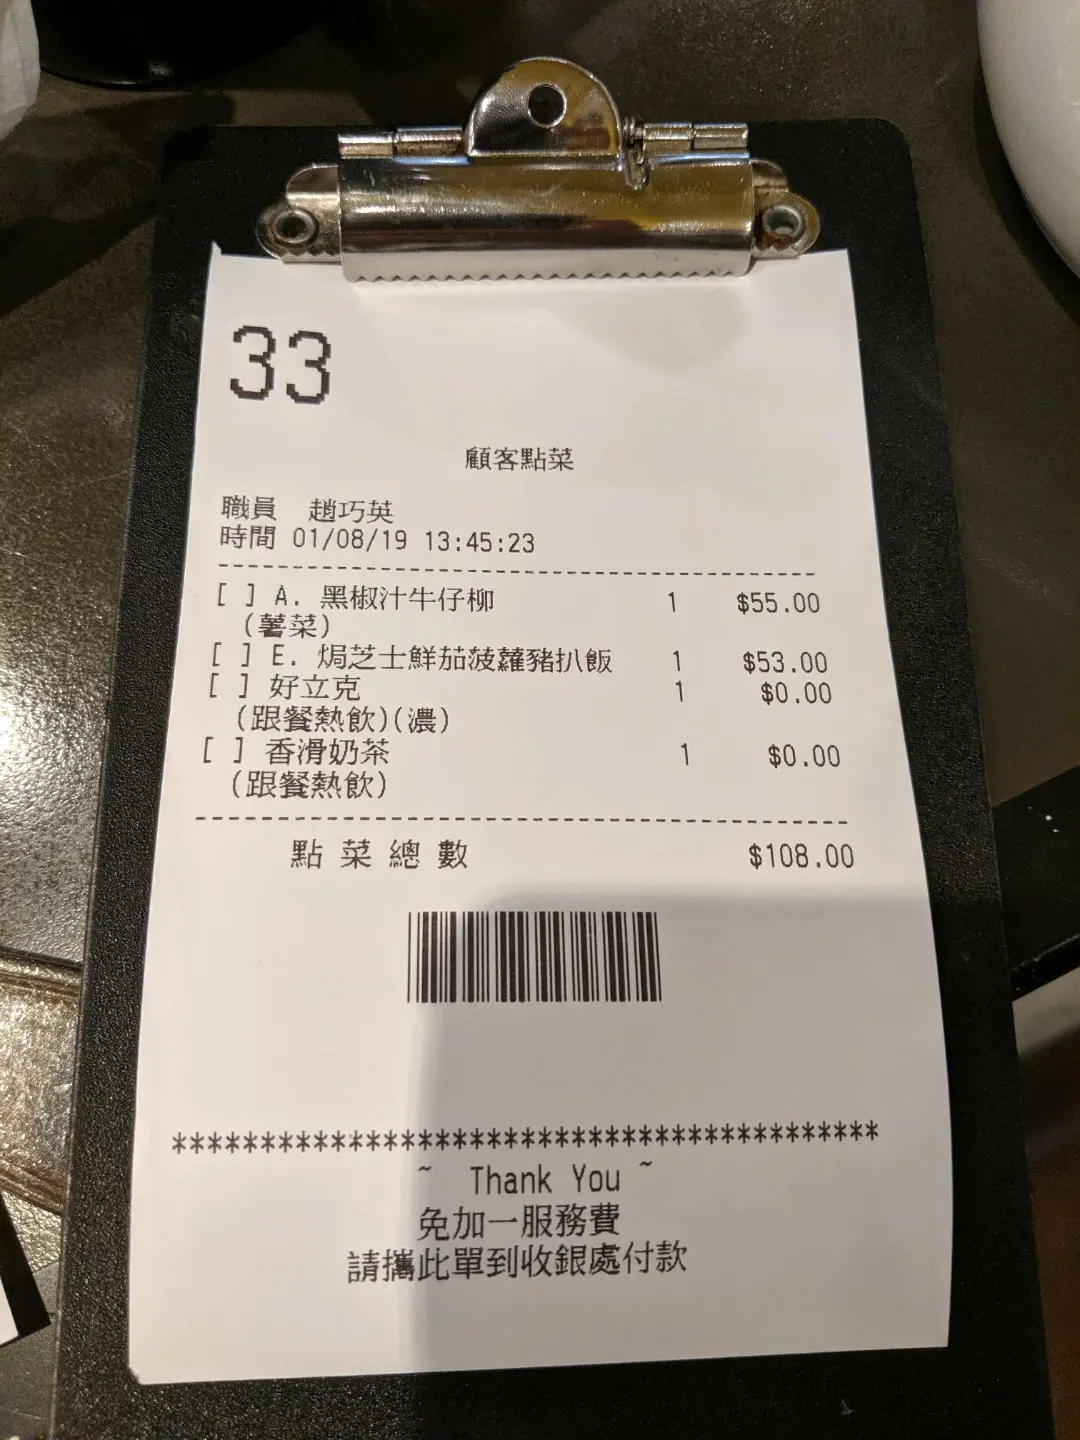 33
顧客點菜
職員 趙巧英
時間 01/08/19 13:45:23
[ ] A. 黑椒汁牛仔柳 1 $55.00
(薯菜)
[ ] E. 焗芝士鮮茄菠蘿豬扒飯 1 $53.00
[ ] 好立克 1 $0.00
(跟餐熱飲)(濃)
[ ] 香滑奶茶 1 $0.00
(跟餐熱飲)
點菜總數 $108.00
****************************************
~ Thank You ~
免加一服務費
請攜此單到收銀處付款